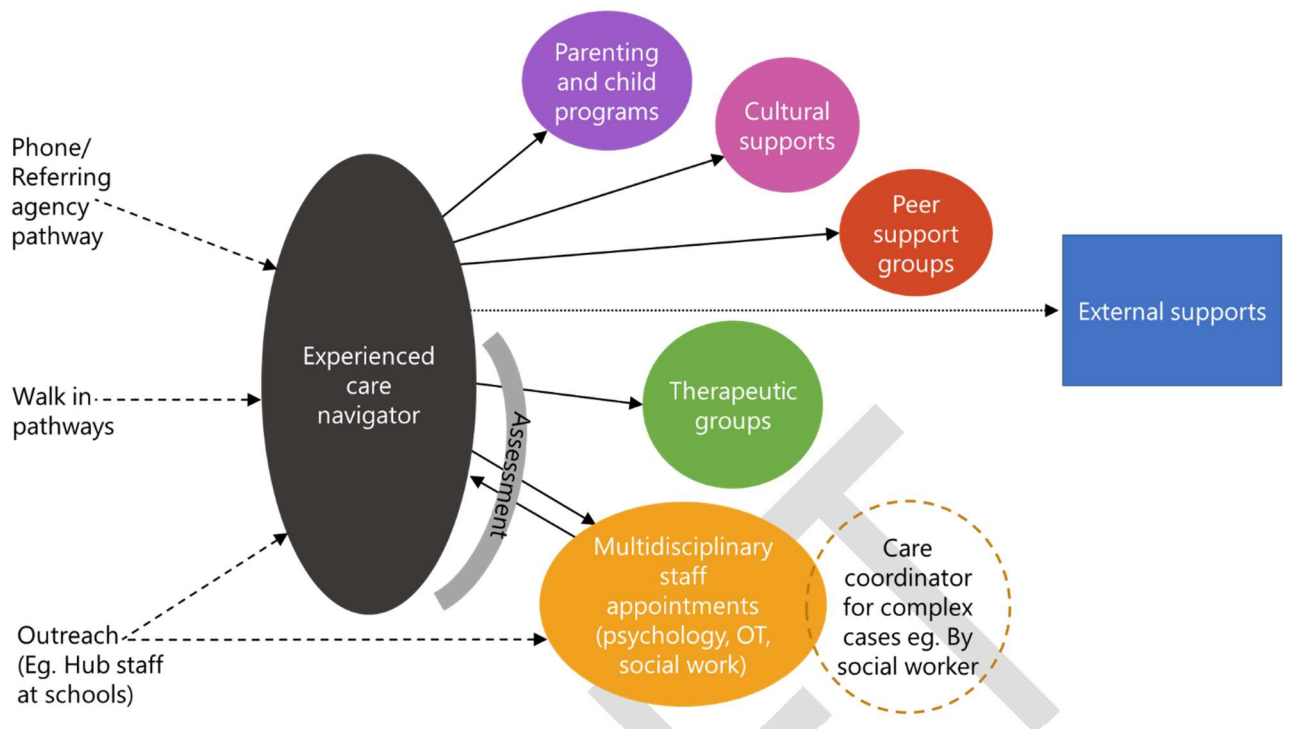 Parenting
and child
programs
Cultural
supports
Phone/
Referring
agency
pathway
Peer
support
groups
External supports
Experienced
care
navigator
Walk in
pathways
Assessment
Therapeutic
groups
Multidisciplinary
staff
appointments
(psychology, OT,
social work)
Care
coordinator
for complex
cases eg. By
social worker
Outreach
(Eg. Hub staff
at schools)